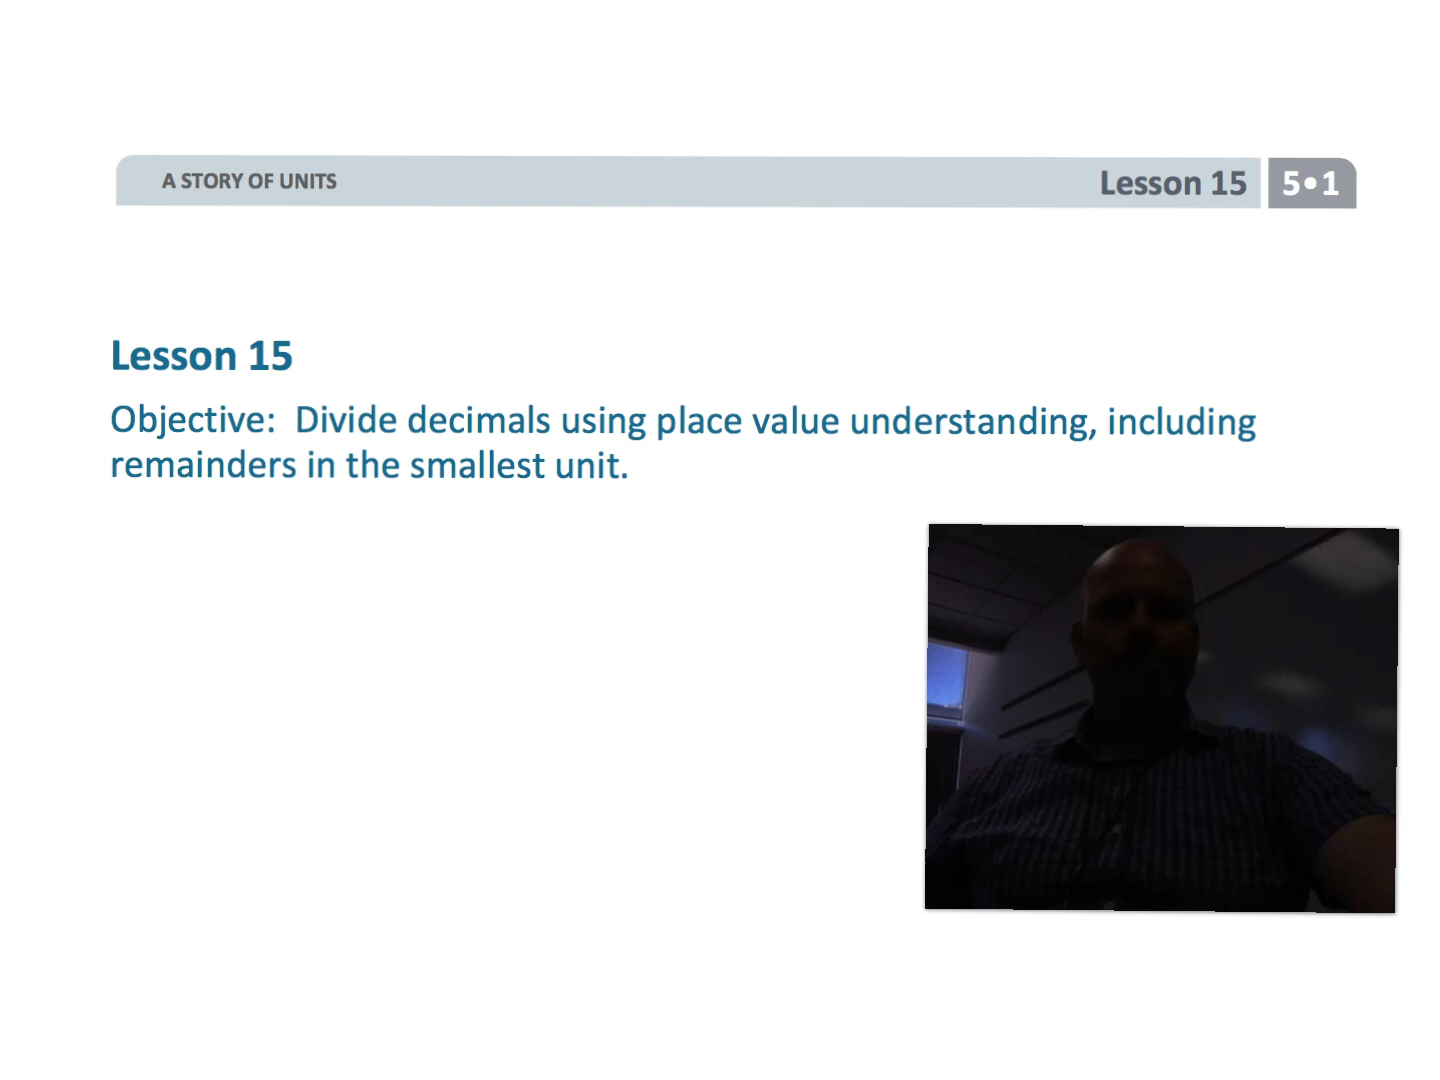 A STORY OF UNITS
Lesson 15
5•1
Lesson 15
Objective: Divide decimals using place value understanding, including
remainders in the smallest unit.